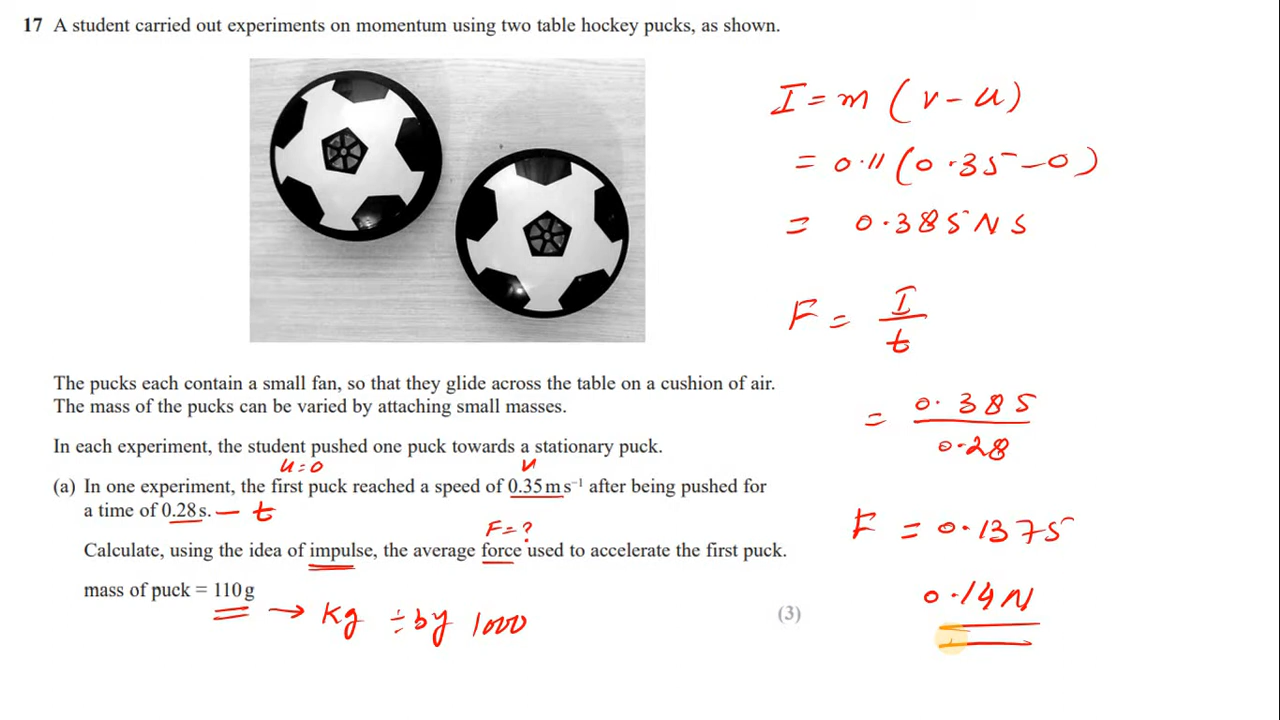 17 A student carried out experiments on momentum using two table hockey pucks, as shown.
I = m (v - u)
= 0.11 (0.35 - 0)
= 0.385 N s
F = I / t
The pucks each contain a small fan, so that they glide across the table on a cushion of air.
The mass of the pucks can be varied by attaching small masses.
= 0.385 / 0.28
In each experiment, the student pushed one puck towards a stationary puck.
u = 0 v
(a) In one experiment, the first puck reached a speed of 0.35 m s⁻¹ after being pushed for
a time of 0.28 s. — t
F = ?
F = 0.1375
Calculate, using the idea of impulse, the average force used to accelerate the first puck.
mass of puck = 110 g
0.14 N
→ Kg ÷ by 1000
(3)